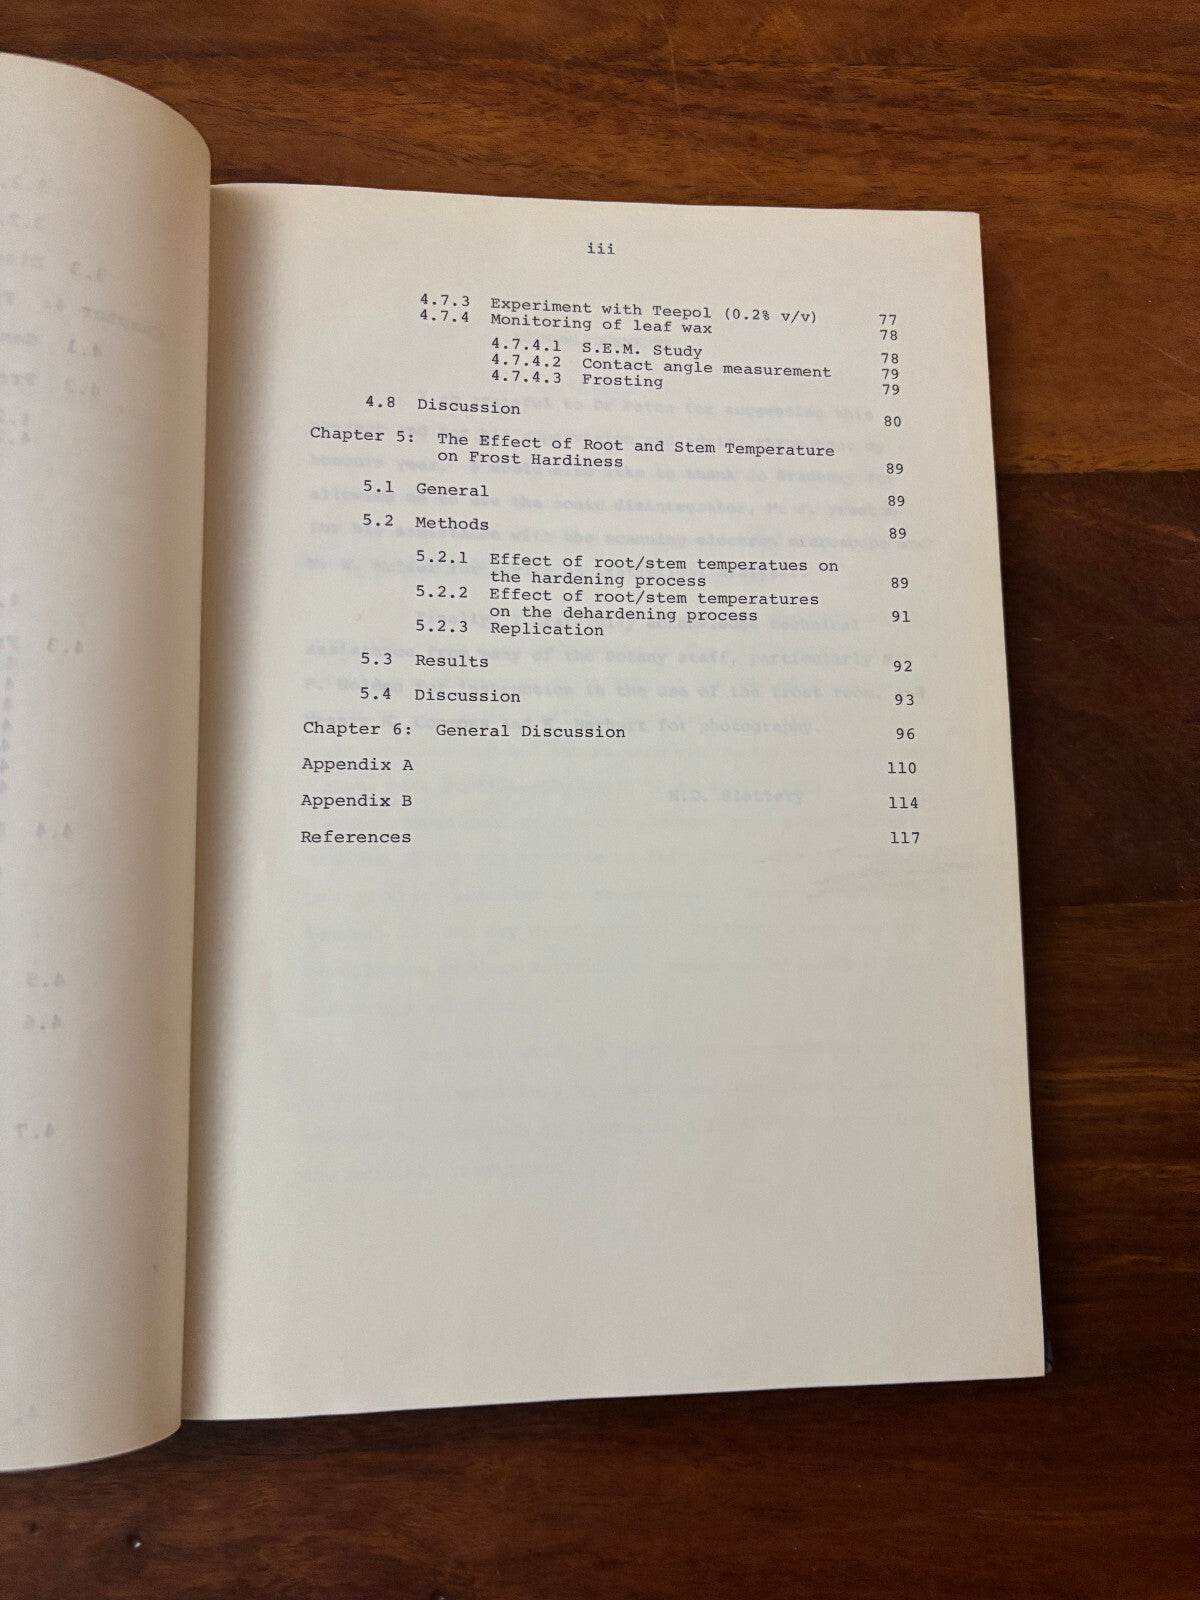 iii
4.7.3 Experiment with Teepol (0.2% v/v) 77
4.7.4 Monitoring of leaf wax 78
4.7.4.1 S.E.M. Study 78
4.7.4.2 Contact angle measurement 79
4.7.4.3 Frosting 79
4.8 Discussion 80
Chapter 5: The Effect of Root and Stem Temperature
on Frost Hardiness 89
5.1 General 89
5.2 Methods 89
5.2.1 Effect of root/stem temperatues on
the hardening process 89
5.2.2 Effect of root/stem temperatures
on the dehardening process 91
5.2.3 Replication
5.3 Results 92
5.4 Discussion 93
Chapter 6: General Discussion 96
Appendix A 110
Appendix B 114
References 117